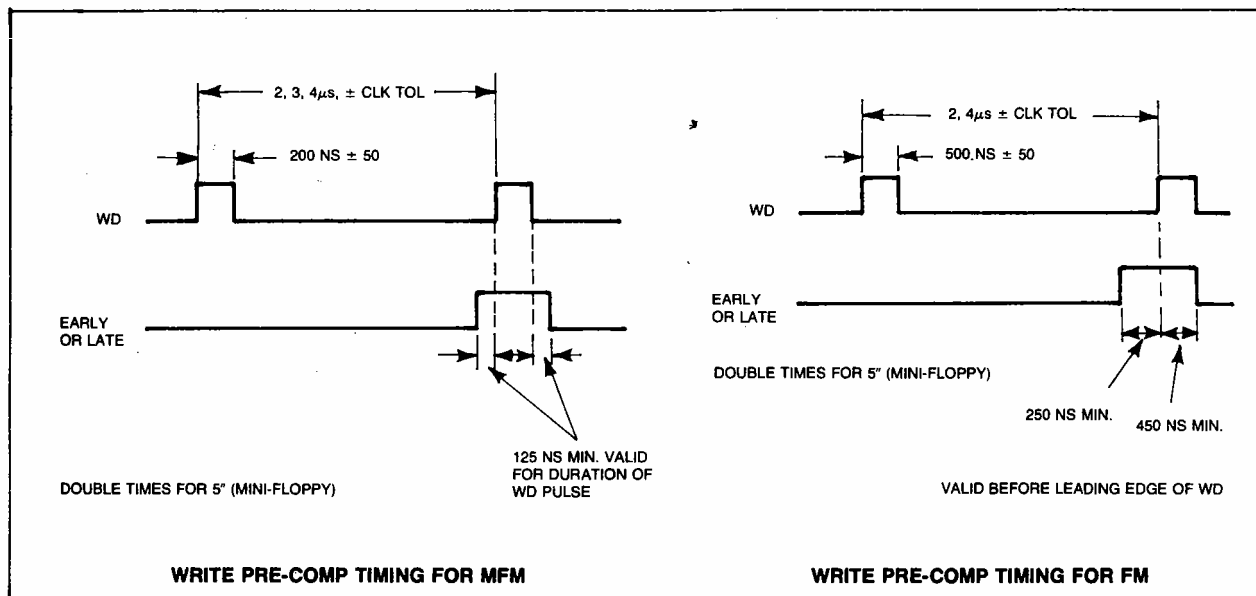 2, 3, 4μs, ± CLK TOL
200 NS ± 50
WD
EARLY
OR LATE
125 NS MIN. VALID
FOR DURATION OF
WD PULSE
DOUBLE TIMES FOR 5" (MINI-FLOPPY)
WRITE PRE-COMP TIMING FOR MFM
2, 4μs ± CLK TOL
500 NS ± 50
WD
EARLY
OR LATE
DOUBLE TIMES FOR 5" (MINI-FLOPPY)
250 NS MIN.
450 NS MIN.
VALID BEFORE LEADING EDGE OF WD
WRITE PRE-COMP TIMING FOR FM